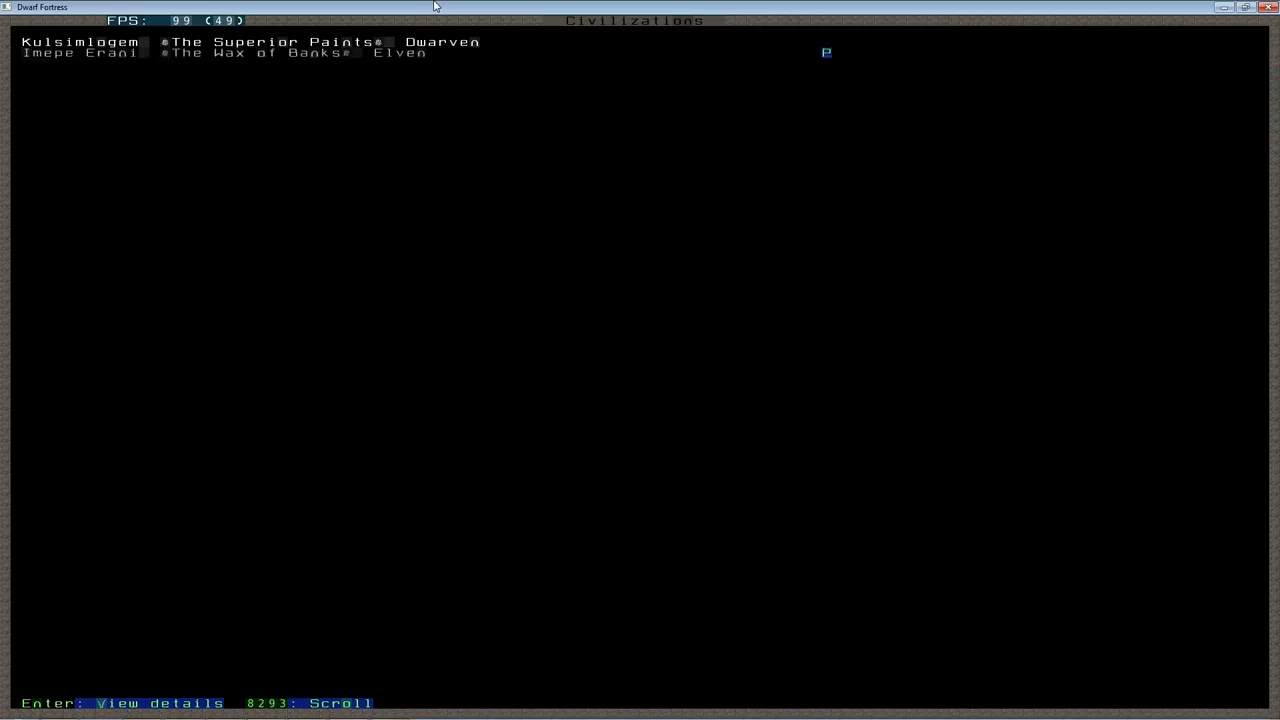 Dwarf Fortress
FPS: 99 (49) Civilizations
Kulsimlogem *The Superior Paints* Dwarven
Imepe Erani *The Wax of Banks* Elven P
Enter: View details 8293: Scroll